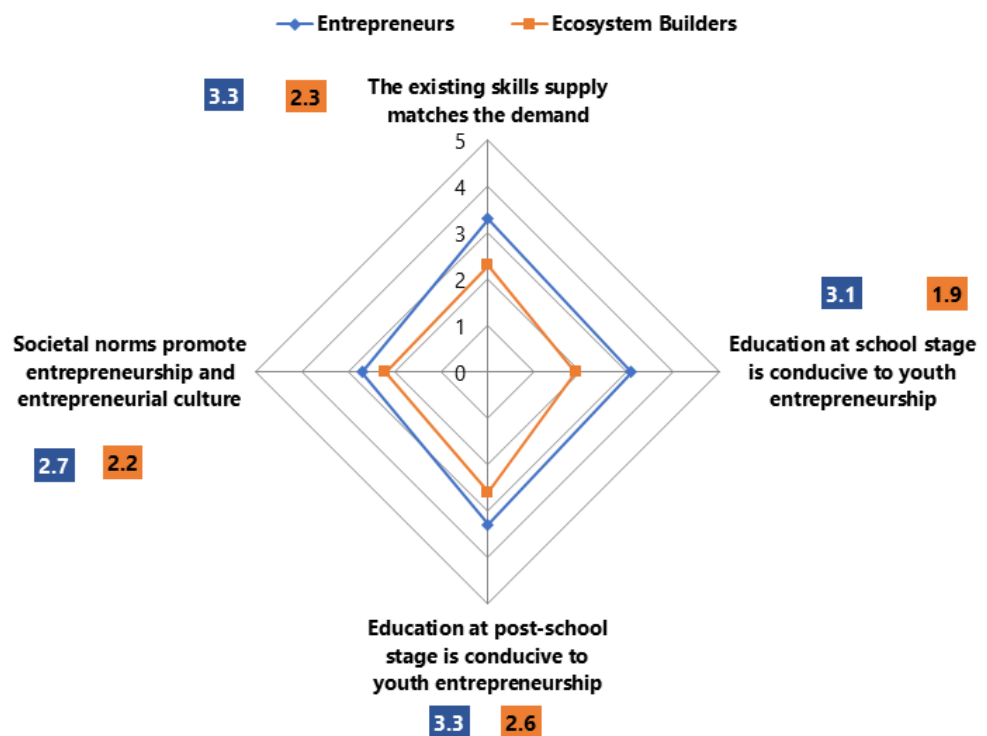 Entrepreneurs
Ecosystem Builders
3.3
2.3
The existing skills supply
matches the demand
5
4
3
2
1
0
3.1
1.9
Education at school stage
is conducive to youth
entrepreneurship
Societal norms promote
entrepreneurship and
entrepreneurial culture
2.7
2.2
Education at post-school
stage is conducive to
youth entrepreneurship
3.3
2.6